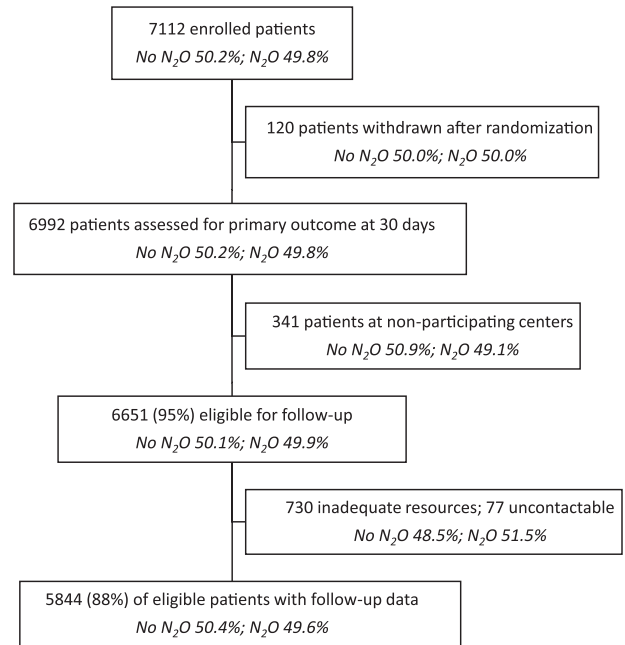 7112 enrolled patients
No N₂O 50.2%; N₂O 49.8%
120 patients withdrawn after randomization
No N₂O 50.0%; N₂O 50.0%
6992 patients assessed for primary outcome at 30 days
No N₂O 50.2%; N₂O 49.8%
341 patients at non-participating centers
No N₂O 50.9%; N₂O 49.1%
6651 (95%) eligible for follow-up
No N₂O 50.1%; N₂O 49.9%
730 inadequate resources; 77 uncontactable
No N₂O 48.5%; N₂O 51.5%
5844 (88%) of eligible patients with follow-up data
No N₂O 50.4%; N₂O 49.6%